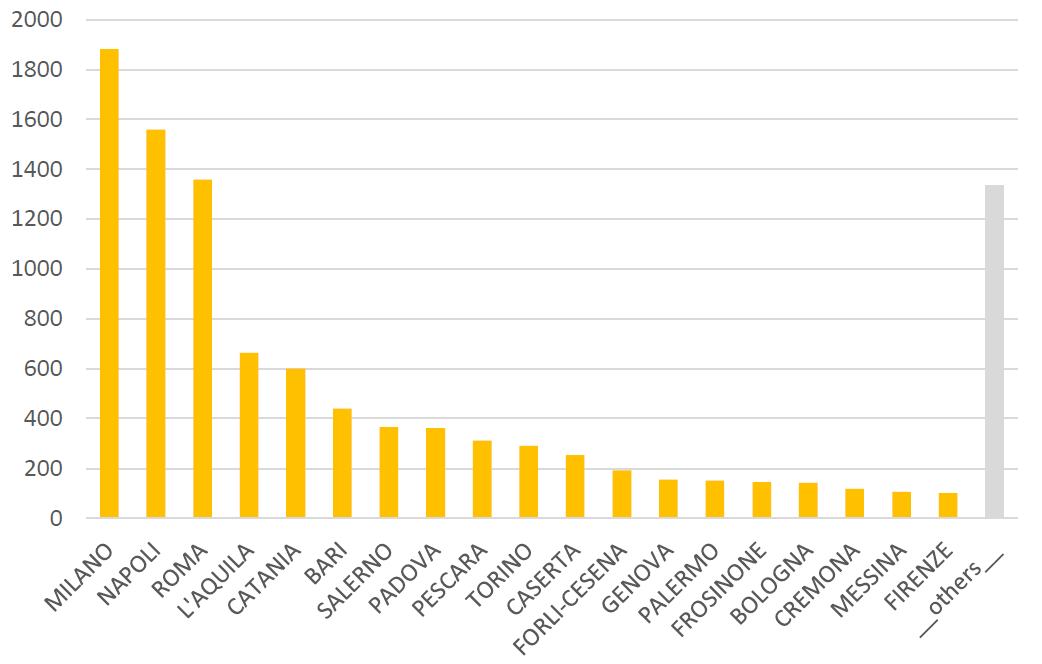 2000
1800
1600
1400
1200
1000
800
600
400
200
0
MILANO
NAPOLI
ROMA
L'AQUILA
CATANIA
BARI
SALERNO
PADOVA
PESCARA
TORINO
CASERTA
FORLI-CESENA
GENOVA
PALERMO
FROSINONE
BOLOGNA
CREMONA
MESSINA
FIRENZE
__others__